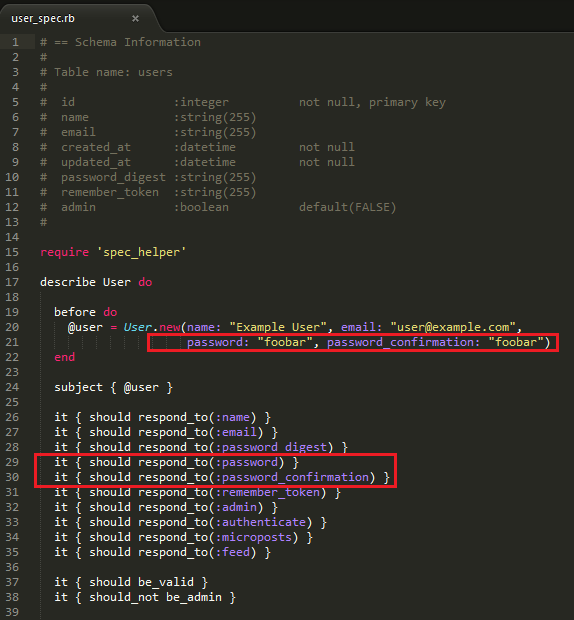 user_spec.rb ×
1 # == Schema Information
2 #
3 # Table name: users
4 #
5 #  id              :integer          not null, primary key
6 #  name            :string(255)
7 #  email           :string(255)
8 #  created_at      :datetime         not null
9 #  updated_at      :datetime         not null
10 #  password_digest :string(255)
11 #  remember_token  :string(255)
12 #  admin           :boolean          default(FALSE)
13 #
14
15 require 'spec_helper'
16
17 describe User do
18
19   before do
20     @user = User.new(name: "Example User", email: "user@example.com",
21                      password: "foobar", password_confirmation: "foobar")
22   end
23
24   subject { @user }
25
26   it { should respond_to(:name) }
27   it { should respond_to(:email) }
28   it { should respond_to(:password_digest) }
29   it { should respond_to(:password) }
30   it { should respond_to(:password_confirmation) }
31   it { should respond_to(:remember_token) }
32   it { should respond_to(:admin) }
33   it { should respond_to(:authenticate) }
34   it { should respond_to(:microposts) }
35   it { should respond_to(:feed) }
36
37   it { should be_valid }
38   it { should_not be_admin }
39